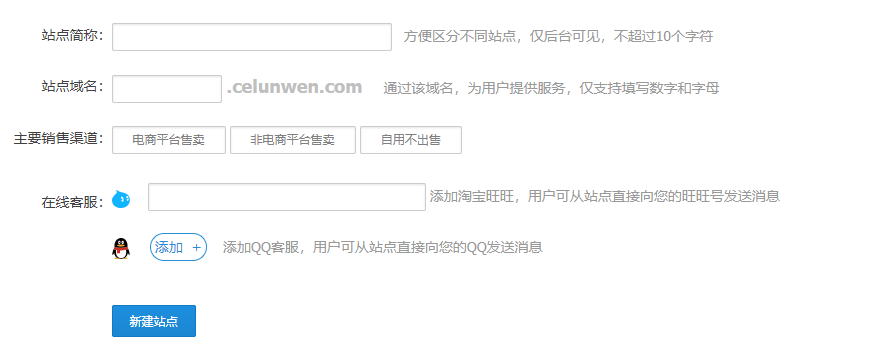 站点简称： 方便区分不同站点，仅后台可见，不超过10个字符
站点域名： .celunwen.com 通过该域名，为用户提供服务，仅支持填写数字和字母
主要销售渠道： 电商平台售卖 非电商平台售卖 自用不出售
在线客服： 添加淘宝旺旺，用户可从站点直接向您的旺旺号发送消息
添加 + 添加QQ客服，用户可从站点直接向您的QQ发送消息
新建站点